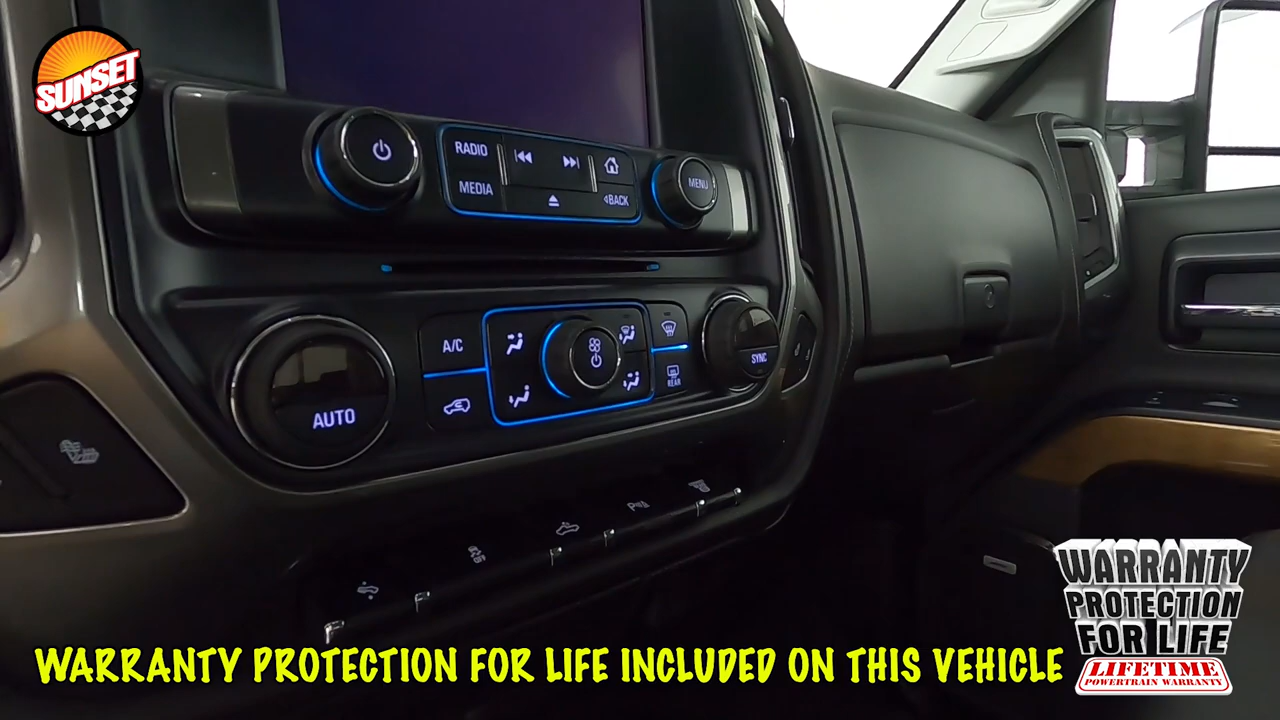 SUNSET
RADIO
MEDIA
BACK
MENU
A/C
AUTO
SYNC
REAR
WARRANTY PROTECTION FOR LIFE INCLUDED ON THIS VEHICLE
WARRANTY
PROTECTION
FOR LIFE
LIFETIME
POWERTRAIN WARRANTY